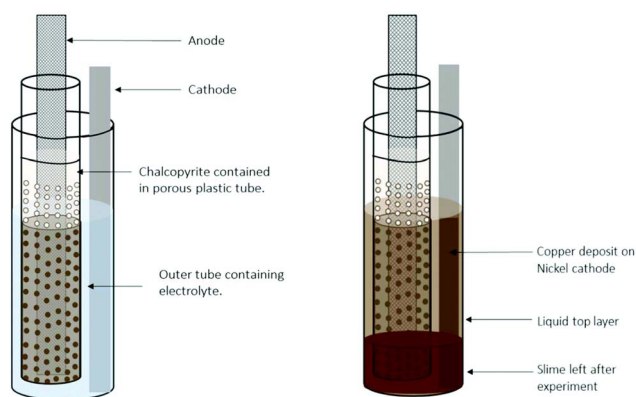 Anode
Cathode
Chalcopyrite contained
in porous plastic tube.
Outer tube containing
electrolyte.
Copper deposit on
Nickel cathode
Liquid top layer
Slime left after
experiment